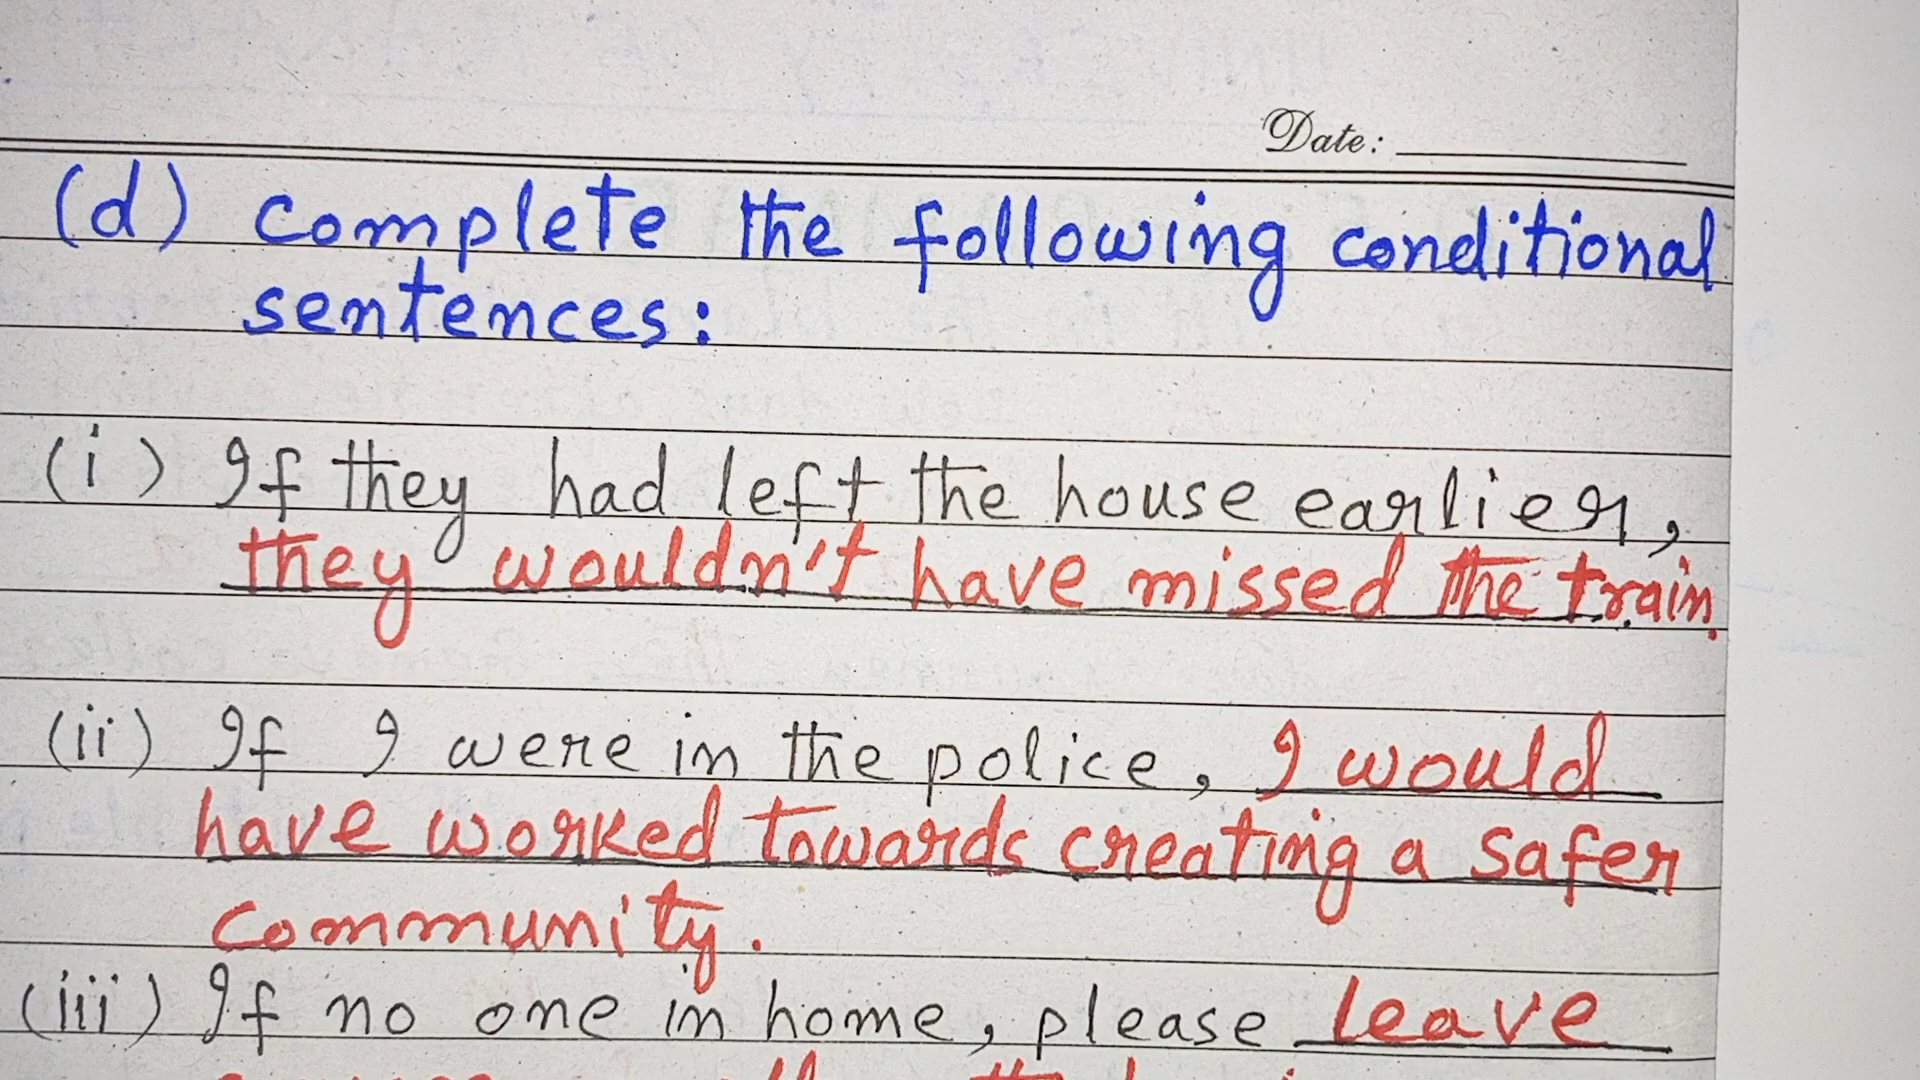 Date:
(d) Complete the following conditional
sentences:
(i) If they had left the house earlier,
they wouldn't have missed the train.
(ii) If I were in the police, I would
have worked towards creating a safer
community.
(iii) If no one in home, please leave